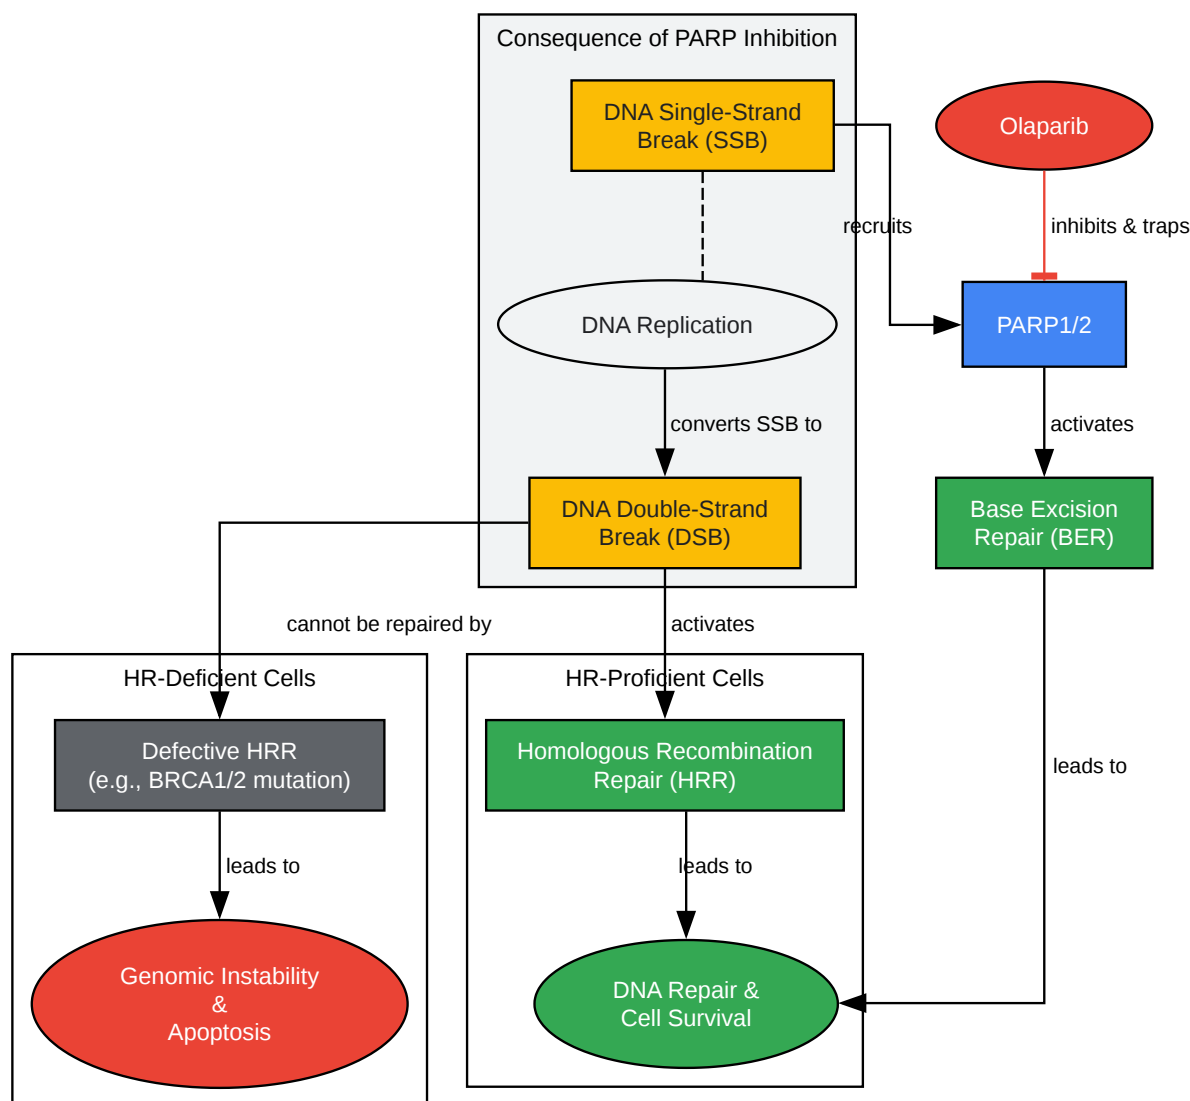 Consequence of PARP Inhibition
DNA Single-Strand
Break (SSB)
Olaparib
recruits
inhibits & traps
DNA Replication
PARP1/2
converts SSB to
activates
DNA Double-Strand
Break (DSB)
Base Excision
Repair (BER)
cannot be repaired by
activates
HR-Deficient Cells
HR-Proficient Cells
Defective HRR
(e.g., BRCA1/2 mutation)
Homologous Recombination
Repair (HRR)
leads to
leads to
leads to
Genomic Instability
&
Apoptosis
DNA Repair &
Cell Survival